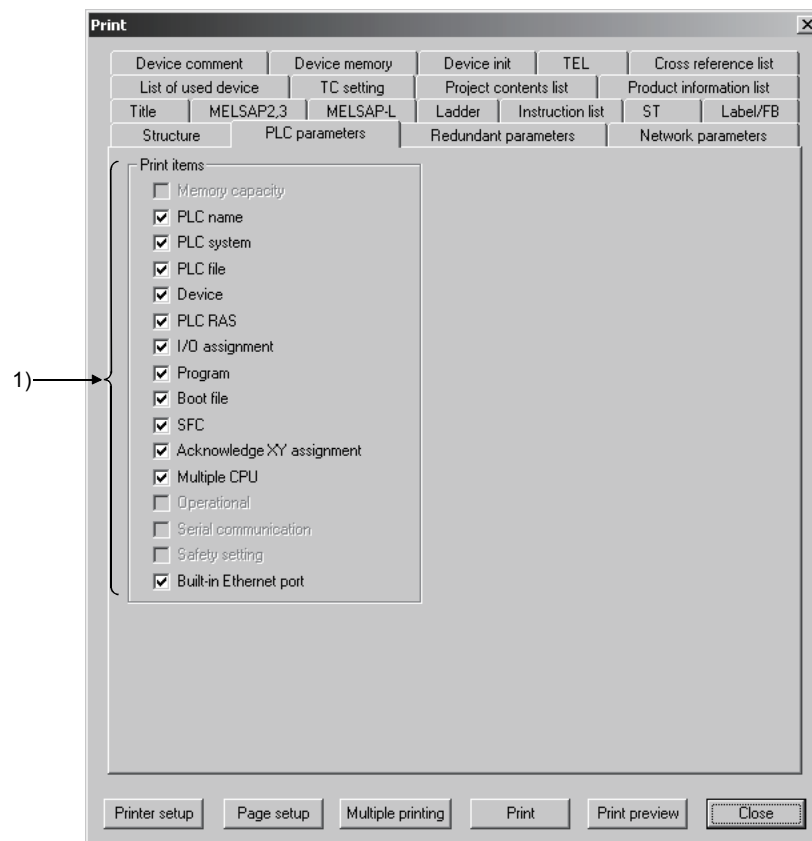 Print
Device comment Device memory Device init TEL Cross reference list
List of used device TC setting Project contents list Product information list
Title MELSAP2,3 MELSAP-L Ladder Instruction list ST Label/FB
Structure PLC parameters Redundant parameters Network parameters
Print items
Memory capacity
PLC name
PLC system
PLC file
Device
PLC RAS
I/O assignment
1)
Program
Boot file
SFC
Acknowledge XY assignment
Multiple CPU
Operational
Serial communication
Safety setting
Built-in Ethernet port
Printer setup Page setup Multiple printing Print Print preview Close